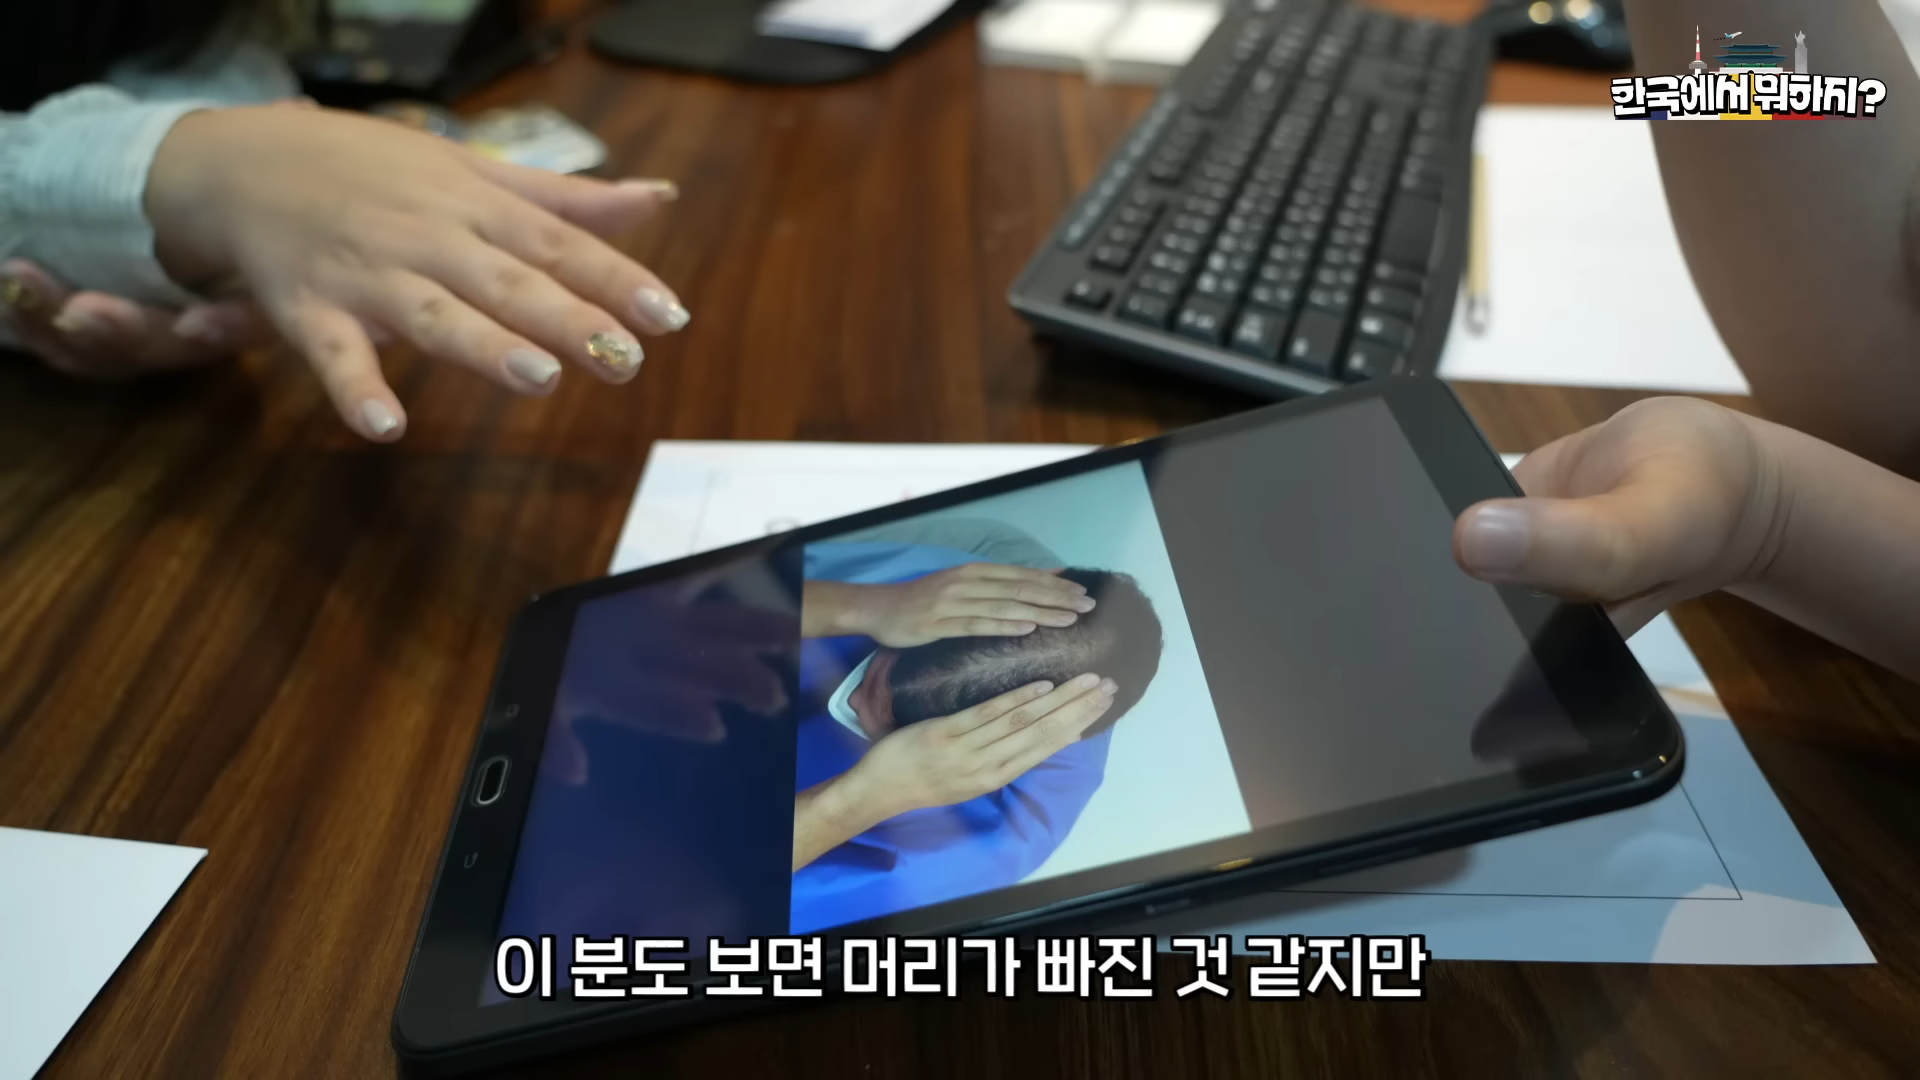 한국에서 뭐하지?
이 분도 보면 머리가 빠진 것 같지만